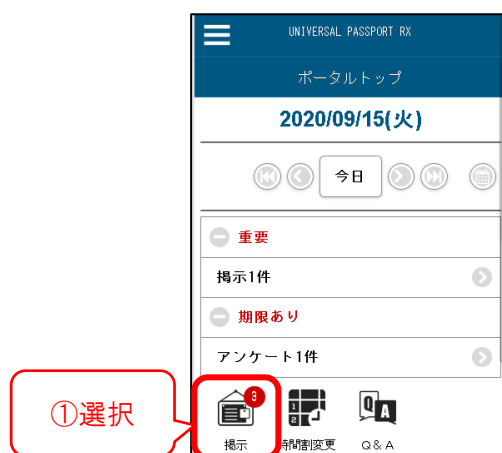 UNIVERSAL PASSPORT RX
ポータルトップ
2020/09/15(火)
今日
重要
掲示1件
期限あり
アンケート1件
①選択
3
Q A
掲示
時間割変更
Q& A